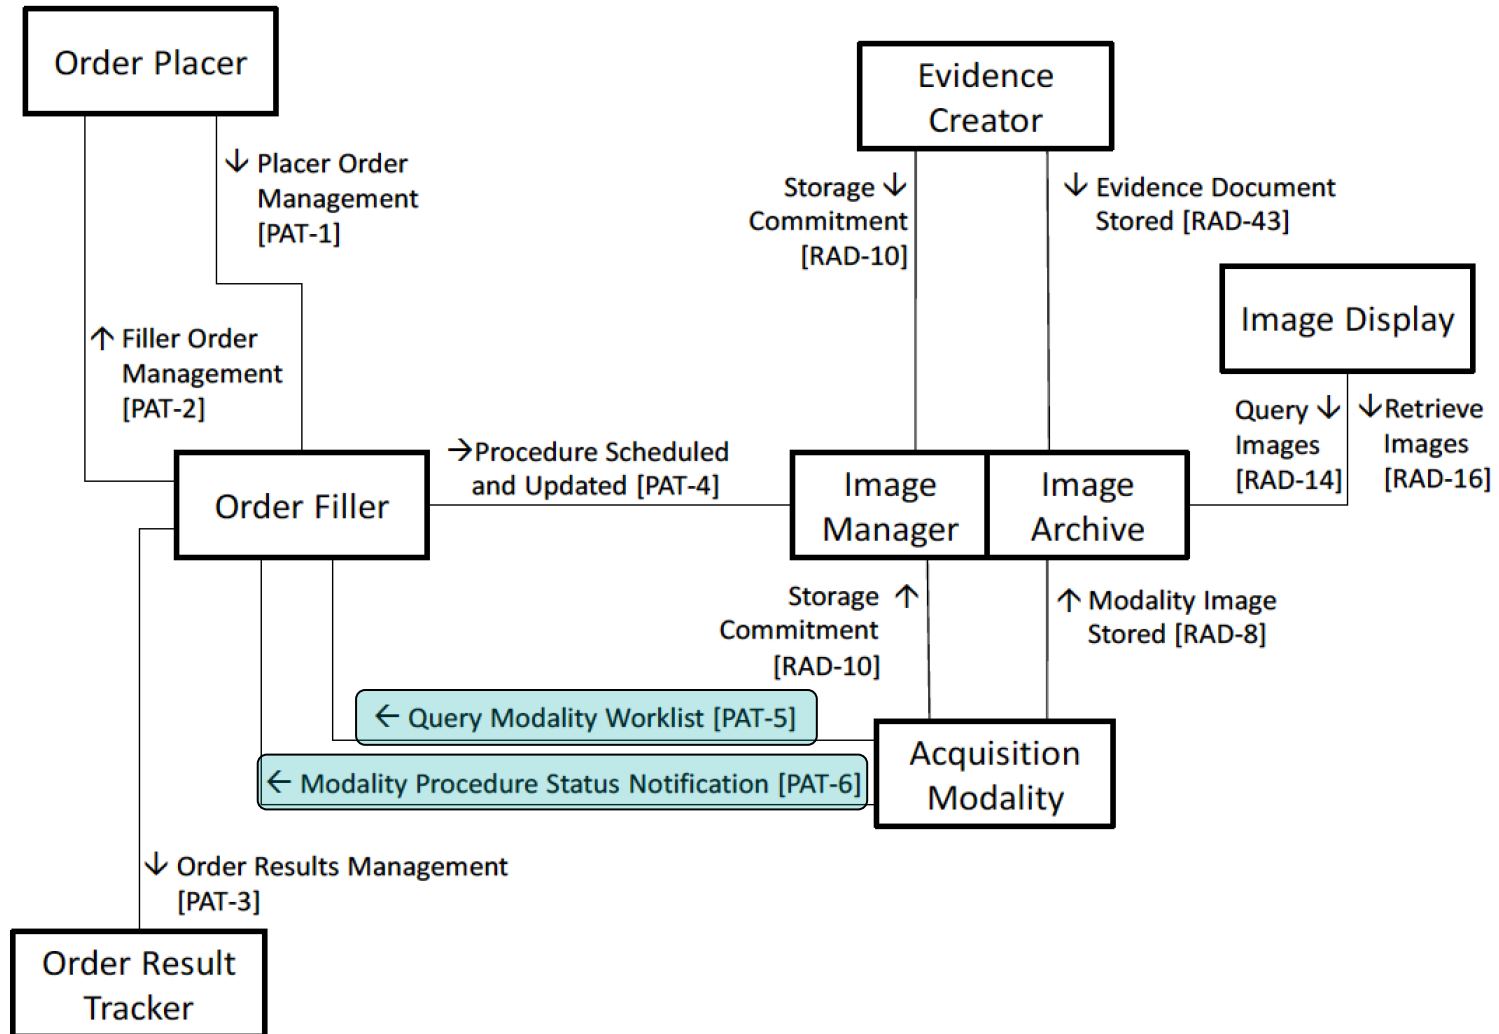 Order Placer
Evidence
Creator
↓ Placer Order
Management
[PAT-1]
Storage ↓
Commitment
[RAD-10]
↓ Evidence Document
Stored [RAD-43]
Image Display
↑ Filler Order
Management
[PAT-2]
Query ↓
Images
[RAD-14]
↓Retrieve
Images
[RAD-16]
Order Filler
→Procedure Scheduled
and Updated [PAT-4]
Image
Manager
Image
Archive
Storage ↑
Commitment
[RAD-10]
↑ Modality Image
Stored [RAD-8]
← Query Modality Worklist [PAT-5]
← Modality Procedure Status Notification [PAT-6]
Acquisition
Modality
↓ Order Results Management
[PAT-3]
Order Result
Tracker